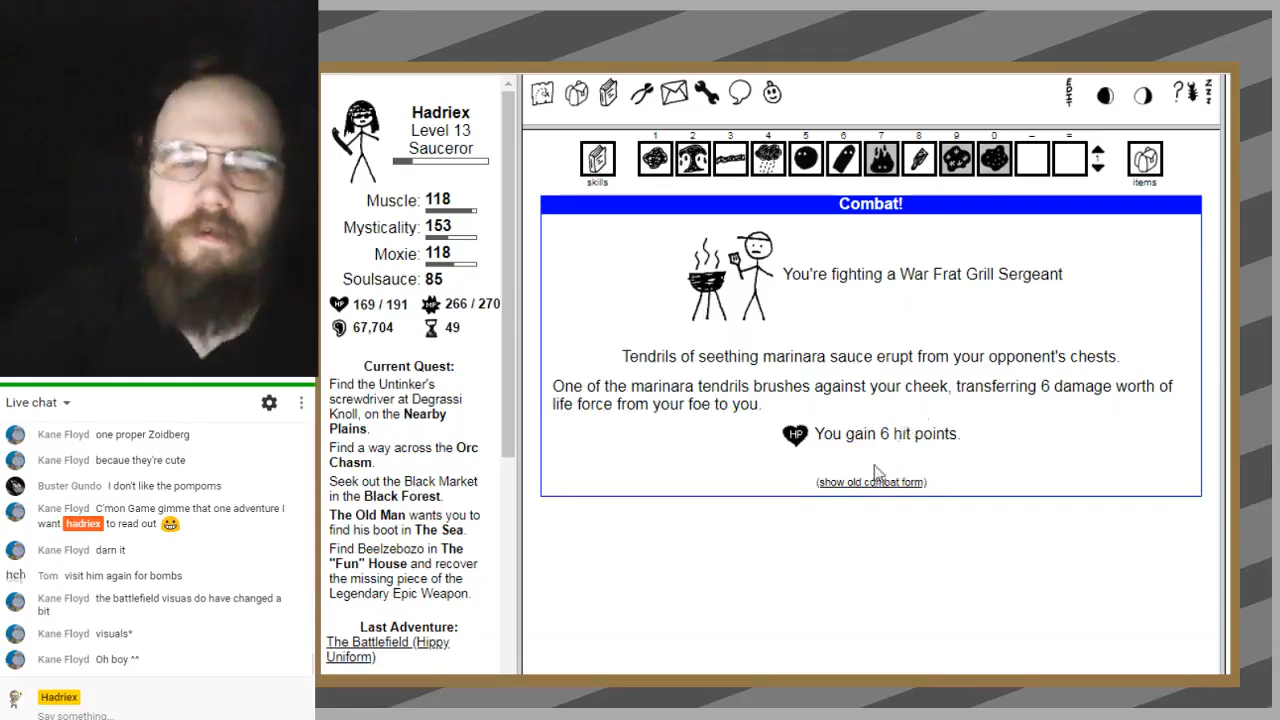 Hadriex
Level 13
Sauceror
Muscle: 118
Mysticality: 153
Moxie: 118
Soulsauce: 85
HP 169 / 191 MP 266 / 270
67,704 49
Current Quest:
Find the Untinker's
screwdriver at Degrassi
Knoll, on the Nearby
Plains.
Find a way across the Orc
Chasm.
Seek out the Black Market
in the Black Forest.
The Old Man wants you to
find his boot in The Sea.
Find Beelzebozo in The
"Fun" House and recover
the missing piece of the
Legendary Epic Weapon.
Last Adventure:
The Battlefield (Hippy
Uniform)
1 2 3 4 5 6 7 8 9 0 – =
skills
1
items
Combat!
You're fighting a War Frat Grill Sergeant
Tendrils of seething marinara sauce erupt from your opponent's chests.
One of the marinara tendrils brushes against your cheek, transferring 6 damage worth of
life force from your foe to you.
HP You gain 6 hit points.
(show old combat form)
Live chat
Kane Floyd one proper Zoidberg
Kane Floyd becaue they're cute
Buster Gundo I don't like the pompoms
Kane Floyd C'mon Game gimme that one adventure I
want hadriex to read out
Kane Floyd darn it
heh Tom visit him again for bombs
Kane Floyd the battlefield visuas do have changed a
bit
Kane Floyd visuals*
Kane Floyd Oh boy ^^
Hadriex
Say something...